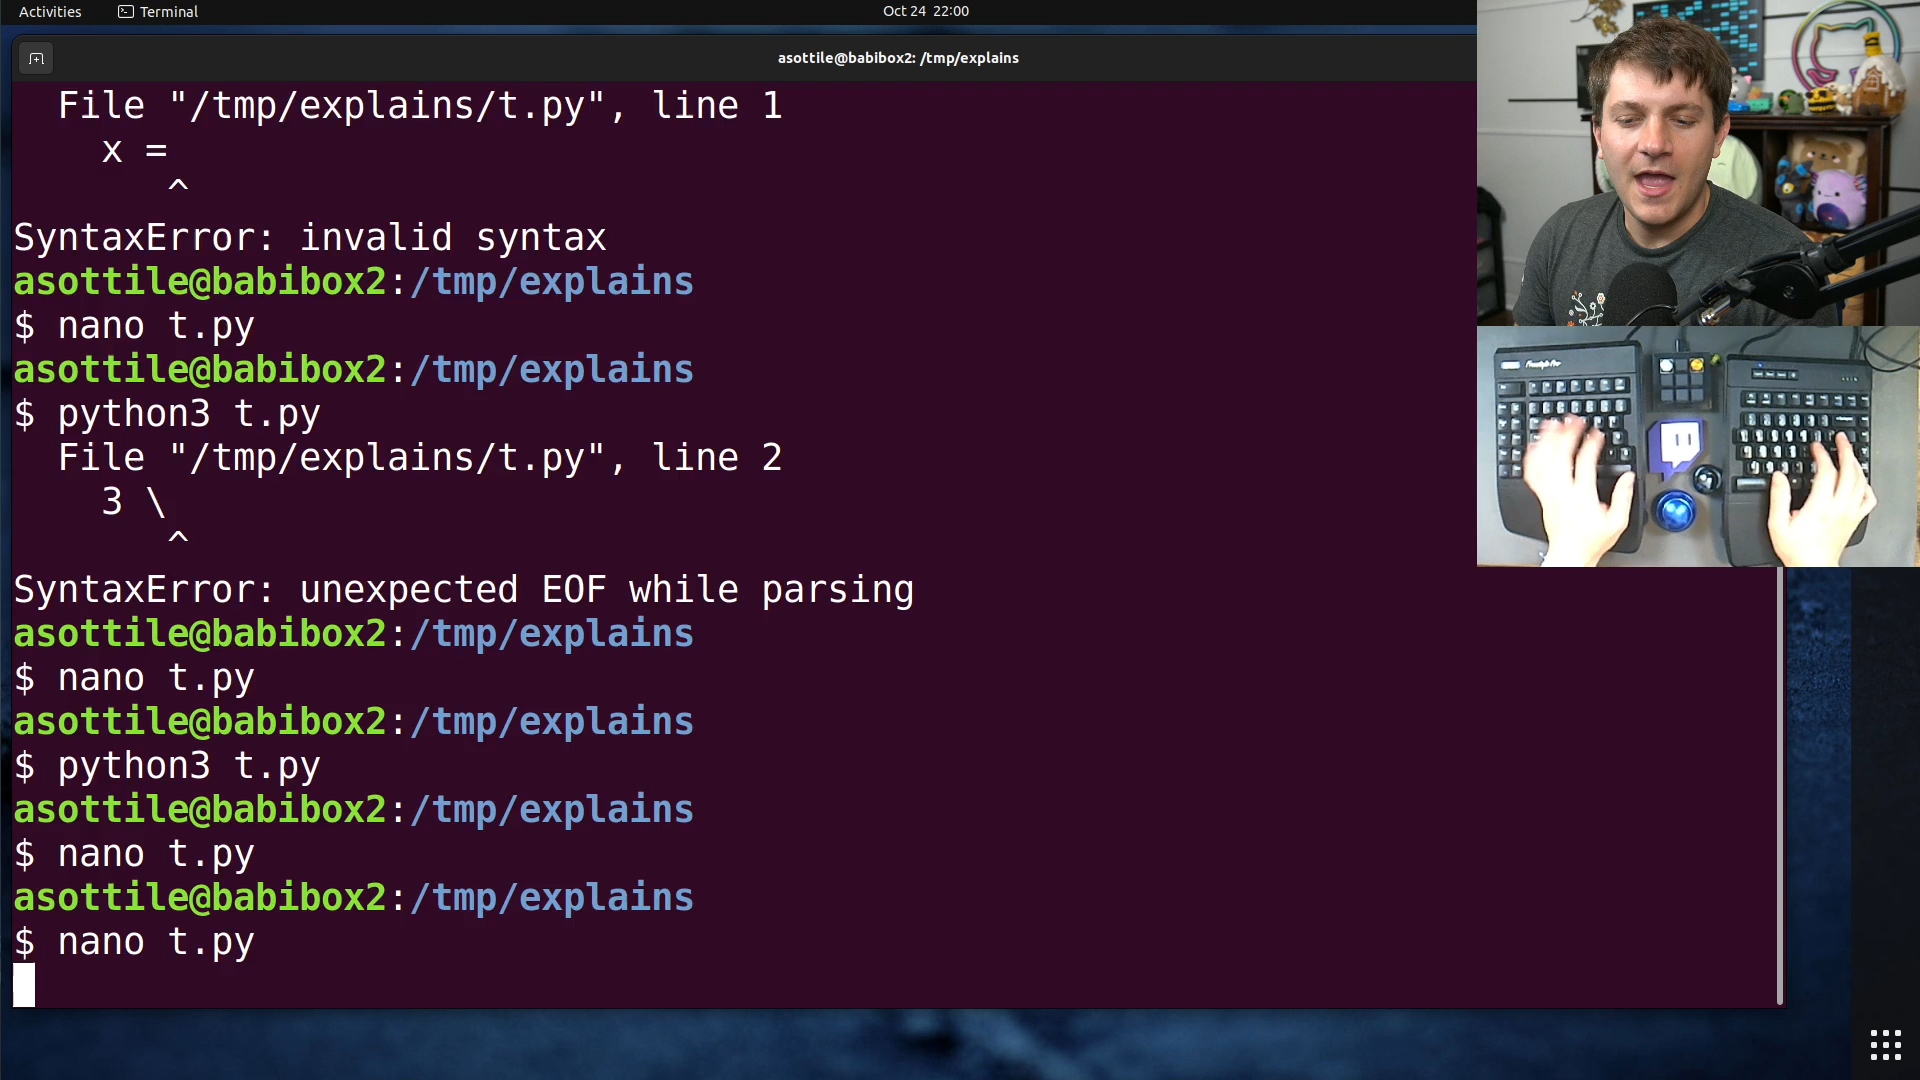 Activities
Terminal
Oct 24 22:00
asottile@babibox2: /tmp/explains
File "/tmp/explains/t.py", line 1
x =
^
SyntaxError: invalid syntax
asottile@babibox2:/tmp/explains
$ nano t.py
asottile@babibox2:/tmp/explains
$ python3 t.py
File "/tmp/explains/t.py", line 2
3 \
^
SyntaxError: unexpected EOF while parsing
asottile@babibox2:/tmp/explains
$ nano t.py
asottile@babibox2:/tmp/explains
$ python3 t.py
asottile@babibox2:/tmp/explains
$ nano t.py
asottile@babibox2:/tmp/explains
$ nano t.py
Freestyle Pro